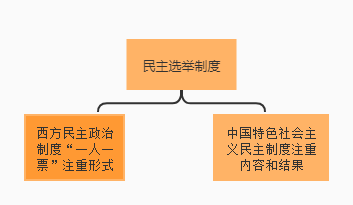 民主选举制度
西方民主政治
制度“一人一
票”注重形式
中国特色社会主
义民主制度注重
内容和结果